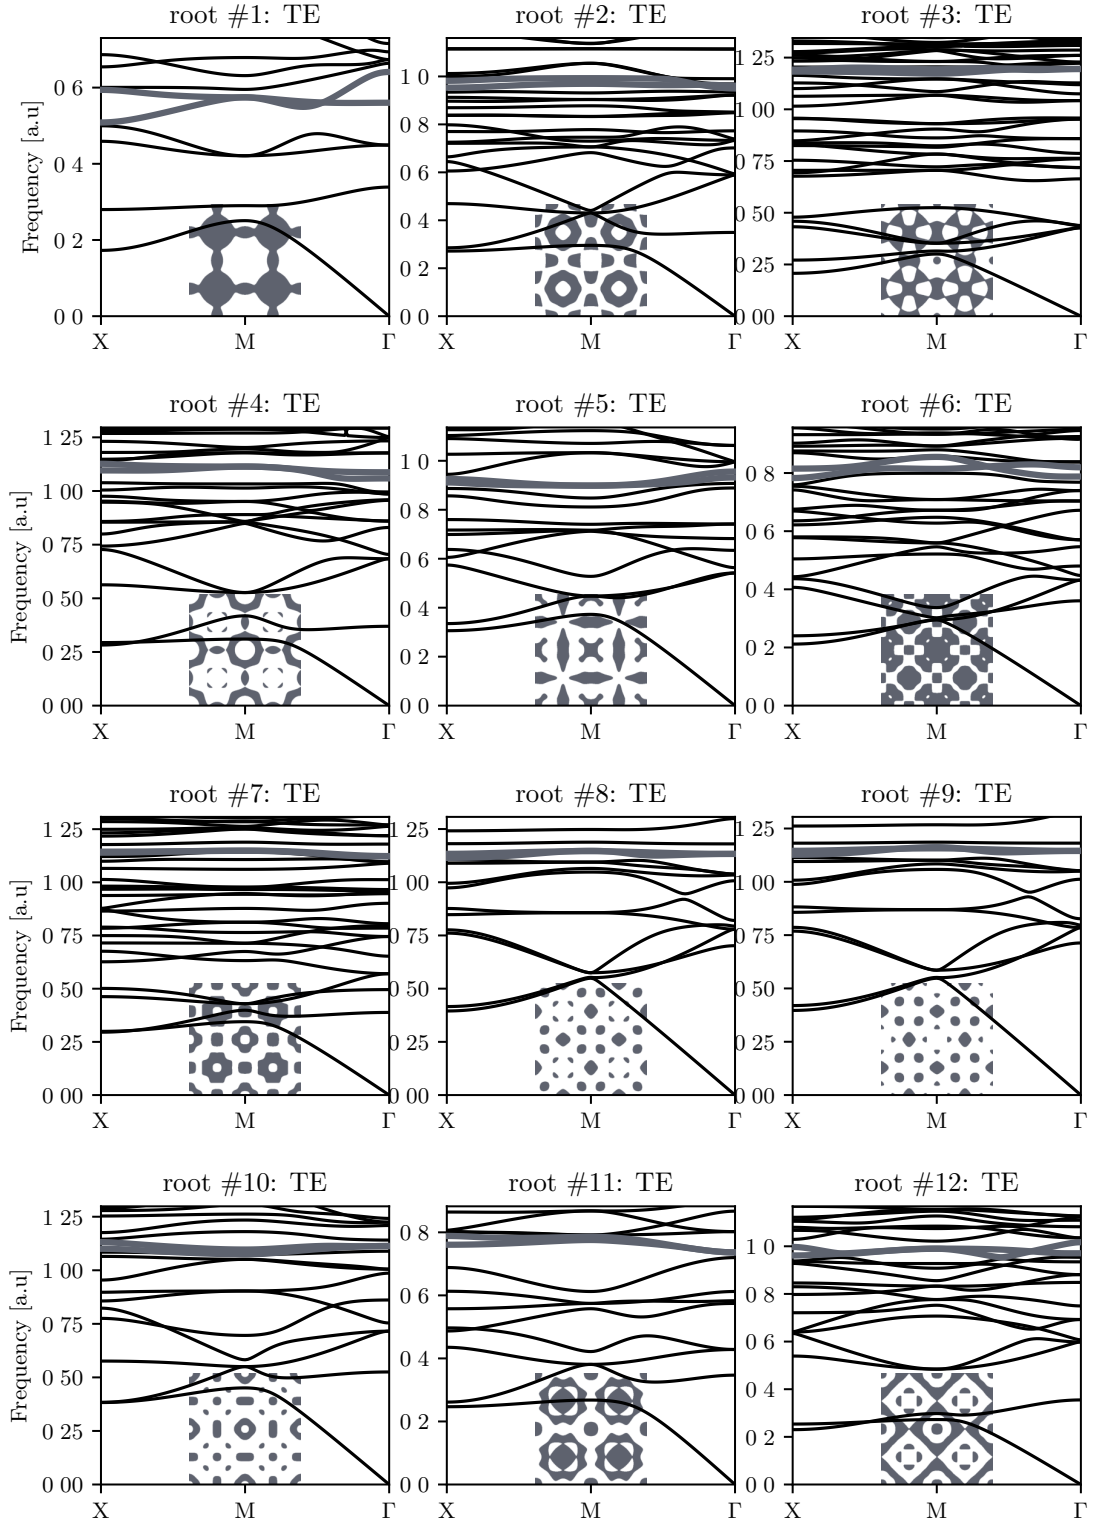 root #1: TE
root #2: TE
root #3: TE
Frequency [a.u]
0 6
0 4
0 2
0 0
X M Γ
1 0
0 8
0 6
0 4
0 2
0 0
X M Γ
1 25
1 00
0 75
0 50
0 25
0 00
X M Γ
root #4: TE
root #5: TE
root #6: TE
Frequency [a.u]
1 25
1 00
0 75
0 50
0 25
0 00
X M Γ
1 0
0 8
0 6
0 4
0 2
0 0
X M Γ
0 8
0 6
0 4
0 2
0 0
X M Γ
root #7: TE
root #8: TE
root #9: TE
Frequency [a.u]
1 25
1 00
0 75
0 50
0 25
0 00
X M Γ
1 25
1 00
0 75
0 50
0 25
0 00
X M Γ
1 25
1 00
0 75
0 50
0 25
0 00
X M Γ
root #10: TE
root #11: TE
root #12: TE
Frequency [a.u]
1 25
1 00
0 75
0 50
0 25
0 00
X M Γ
0 8
0 6
0 4
0 2
0 0
X M Γ
1 0
0 8
0 6
0 4
0 2
0 0
X M Γ